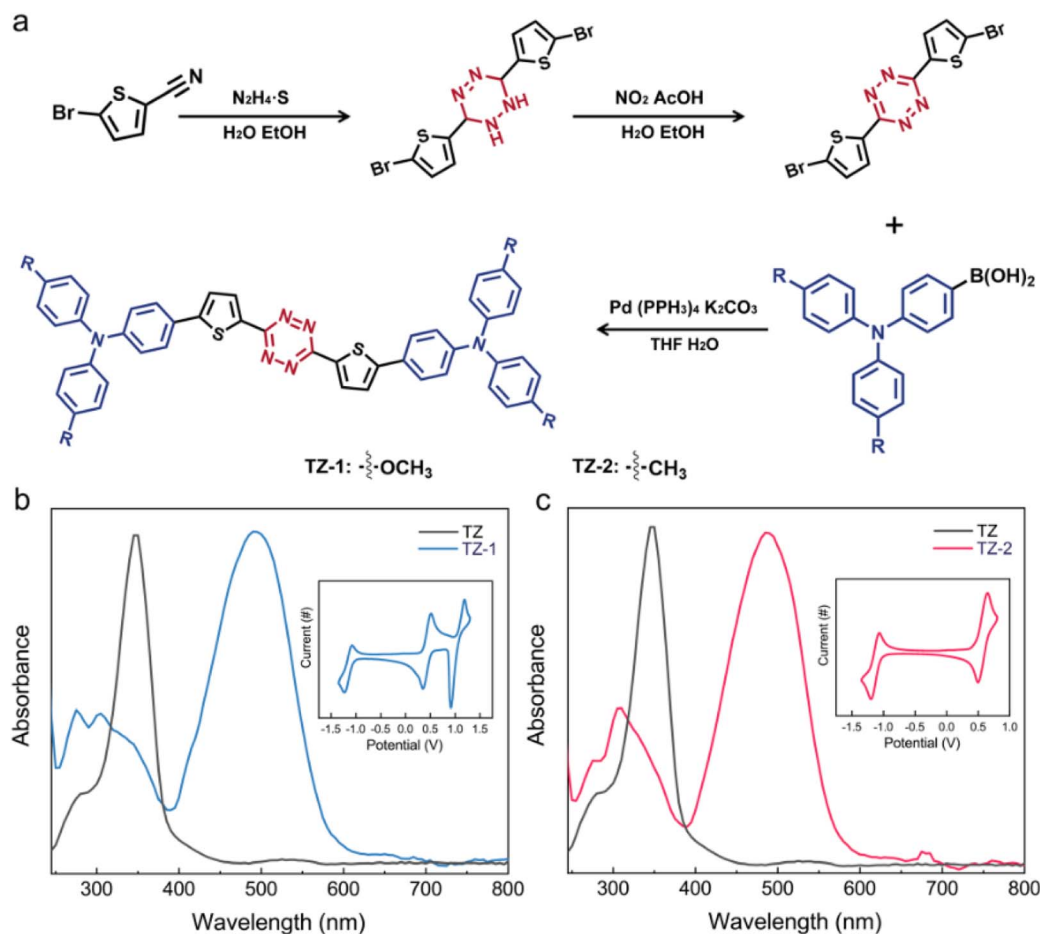 a
Br
S
N
N₂H₄·S
H₂O EtOH
Br
S
N
N
N
H
N
H
S
Br
NO₂ AcOH
H₂O EtOH
Br
S
N
N
N
N
S
Br
+
R
N
R
S
N
N
N
N
S
R
N
R
Pd (PPH₃)₄ K₂CO₃
THF H₂O
R
B(OH)₂
N
R
TZ-1: OCH₃
TZ-2: CH₃
b
TZ
TZ-1
Current (#)
-1.5 -1.0 -0.5 0.0 0.5 1.0 1.5
Potential (V)
Absorbance
300 400 500 600 700 800
Wavelength (nm)
c
TZ
TZ-2
Current (#)
-1.5 -1.0 -0.5 0.0 0.5 1.0
Potential (V)
Absorbance
300 400 500 600 700 800
Wavelength (nm)